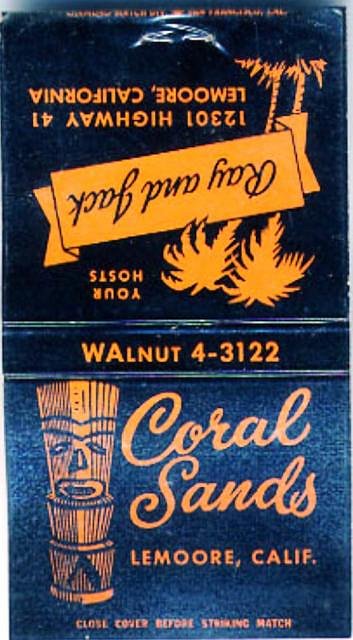 YOUR
HOSTS
Ray and Jack
12301 HIGHWAY 41
LEMOORE, CALIFORNIA
WALNUT 4-3122
Coral
Sands
LEMOORE, CALIF.
CLOSE COVER BEFORE STRIKING MATCH